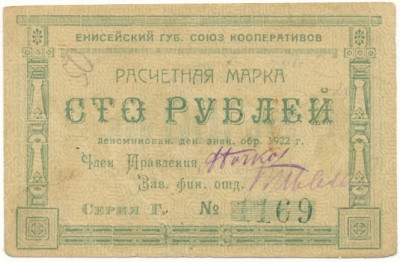 ЕНИСЕЙСКИЙ ГУБ. СОЮЗ КООПЕРАТИВОВ
РАСЧЕТНАЯ МАРКА
СТО РУБЛЕЙ
деноминован. ден. знак. обр. 1922 г.
Член Правления
Зав. фин. отд.
СЕРИЯ Г. № 1169